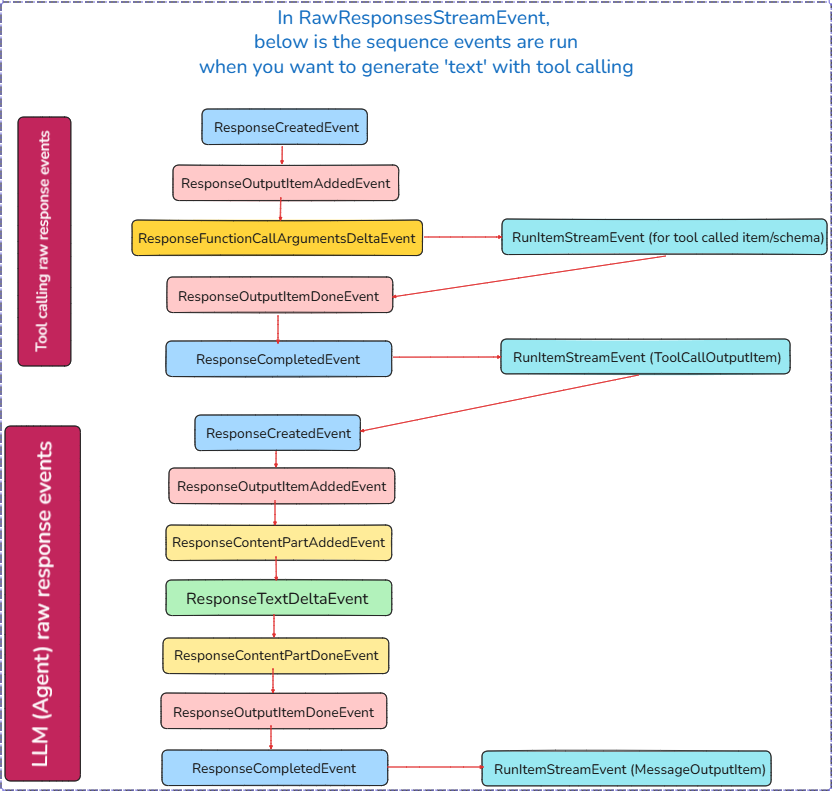 In RawResponsesStreamEvent,
below is the sequence events are run
when you want to generate 'text' with tool calling
Tool calling raw response events
ResponseCreatedEvent
ResponseOutputItemAddedEvent
ResponseFunctionCallArgumentsDeltaEvent
RunItemStreamEvent (for tool called item/schema)
ResponseOutputItemDoneEvent
ResponseCompletedEvent
RunItemStreamEvent (ToolCallOutputItem)
LLM (Agent) raw response events
ResponseCreatedEvent
ResponseOutputItemAddedEvent
ResponseContentPartAddedEvent
ResponseTextDeltaEvent
ResponseContentPartDoneEvent
ResponseOutputItemDoneEvent
ResponseCompletedEvent
RunItemStreamEvent (MessageOutputItem)